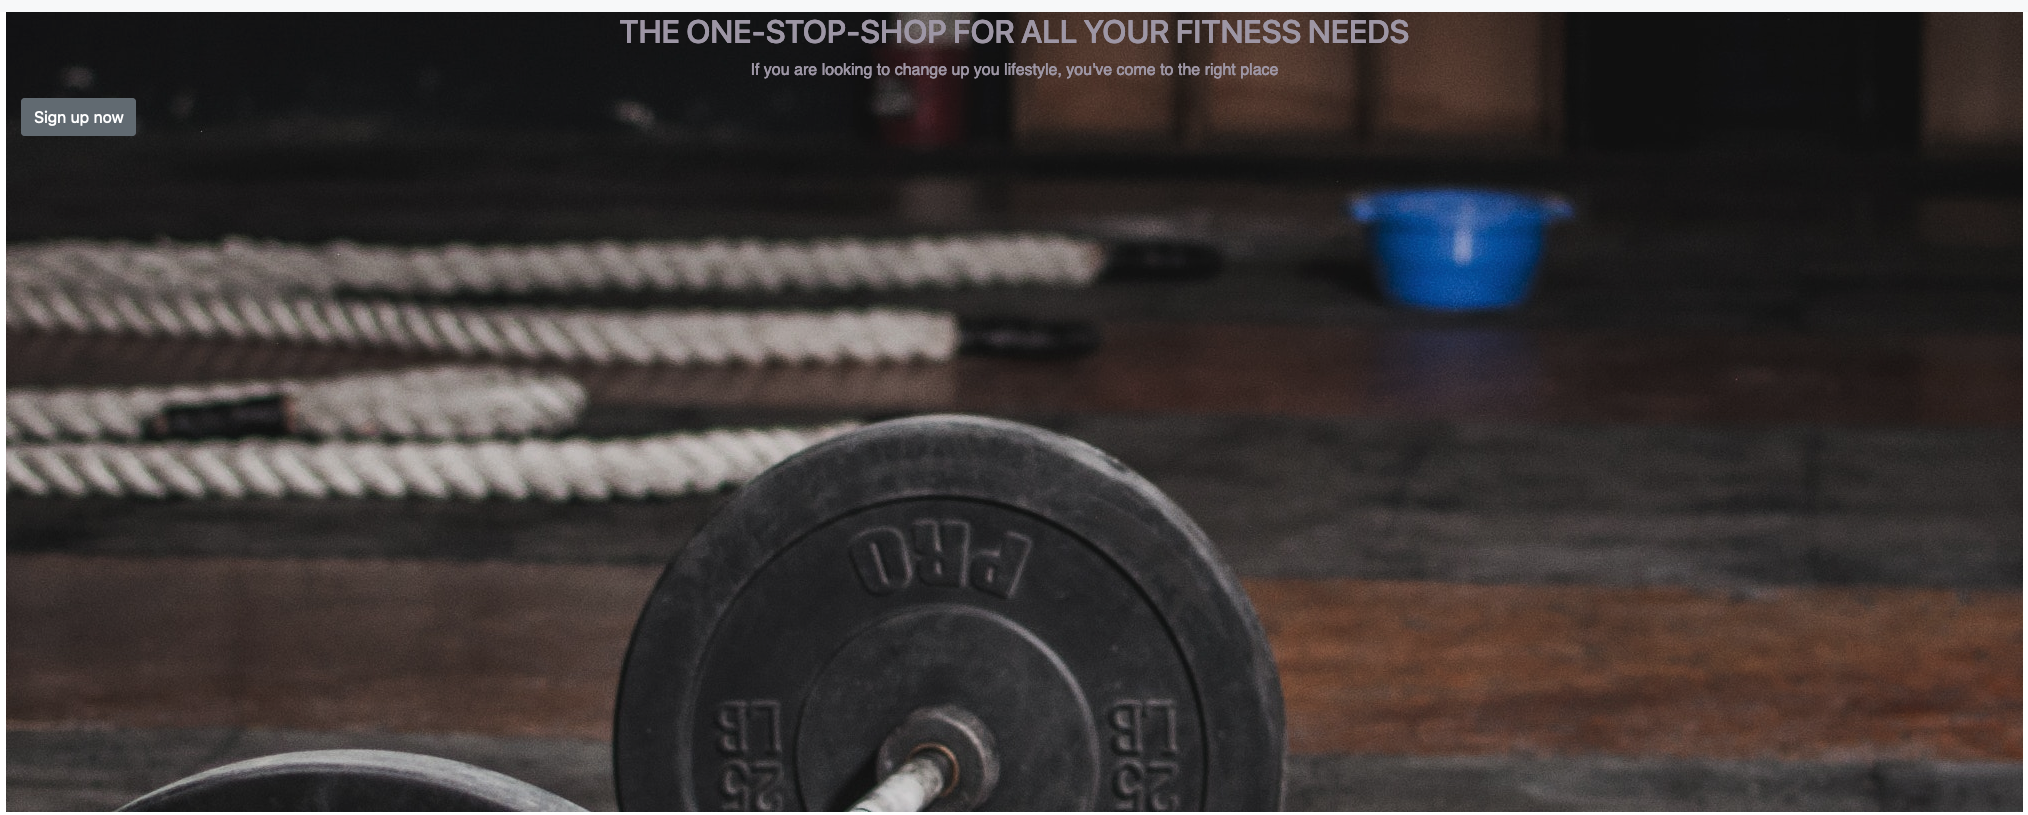 THE ONE-STOP-SHOP FOR ALL YOUR FITNESS NEEDS
If you are looking to change up you lifestyle, you've come to the right place
Sign up now
PRO
LB
LB
25
25